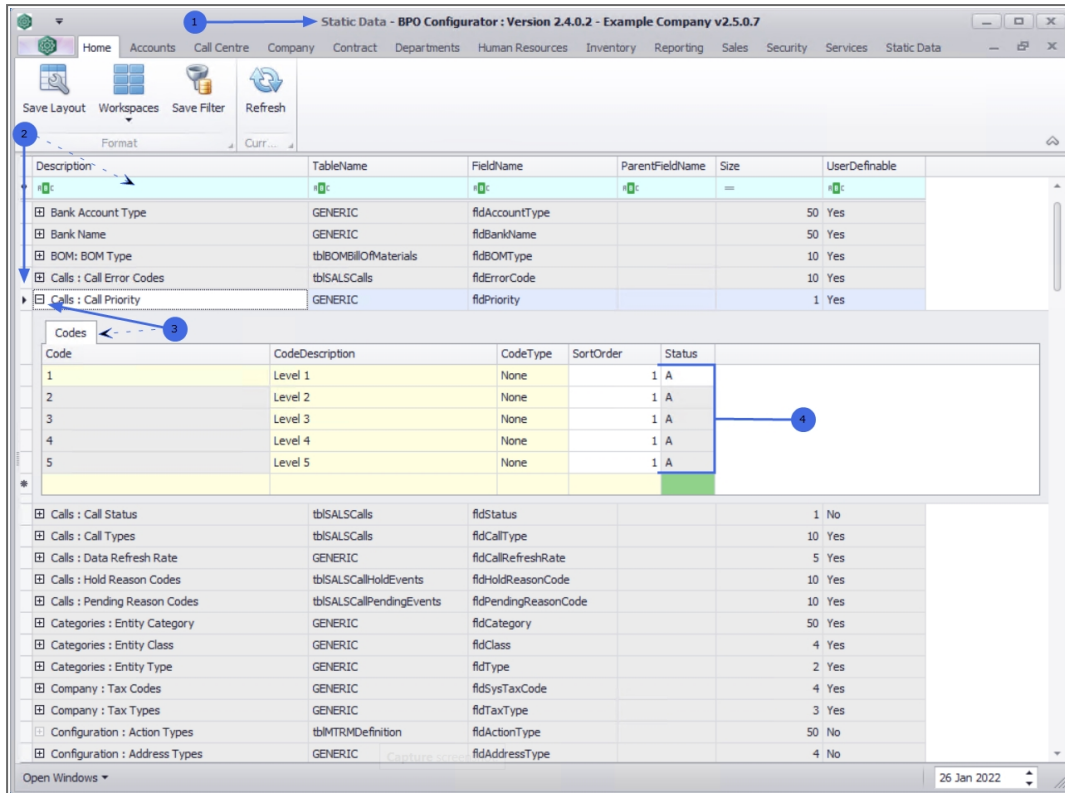 1 Static Data - BPO Configurator : Version 2.4.0.2 - Example Company v2.5.0.7
Home Accounts Call Centre Company Contract Departments Human Resources Inventory Reporting Sales Security Services Static Data
Save Layout Workspaces Save Filter Refresh
2
Format Curr...
Description TableName FieldName ParentFieldName Size UserDefinable
Bank Account Type GENERIC fldAccountType 50 Yes
Bank Name GENERIC fldBankName 50 Yes
BOM: BOM Type tblBOMBillOfMaterials fldBOMType 10 Yes
Calls : Call Error Codes tblSALSCalls fldErrorCode 10 Yes
Calls : Call Priority GENERIC fldPriority 1 Yes
Codes 3
Code CodeDescription CodeType SortOrder Status
1 Level 1 None 1 A
2 Level 2 None 1 A
3 Level 3 None 1 A 4
4 Level 4 None 1 A
5 Level 5 None 1 A
Calls : Call Status tblSALSCalls fldStatus 1 No
Calls : Call Types tblSALSCalls fldCallType 10 Yes
Calls : Data Refresh Rate GENERIC fldCallRefreshRate 5 Yes
Calls : Hold Reason Codes tblSALSCallHoldEvents fldHoldReasonCode 10 Yes
Calls : Pending Reason Codes tblSALSCallPendingEvents fldPendingReasonCode 10 Yes
Categories : Entity Category GENERIC fldCategory 50 Yes
Categories : Entity Class GENERIC fldClass 4 Yes
Categories : Entity Type GENERIC fldType 2 Yes
Company : Tax Codes GENERIC fldSysTaxCode 4 Yes
Company : Tax Types GENERIC fldTaxType 3 Yes
Configuration : Action Types tblMTRMDefinition fldActionType 50 No
Configuration : Address Types GENERIC fldAddressType 4 No
Open Windows 26 Jan 2022